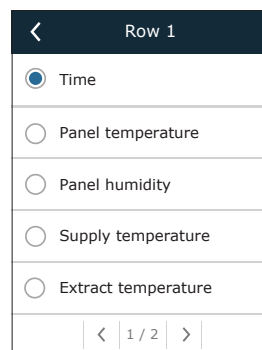 Row 1
Time
Panel temperature
Panel humidity
Supply temperature
Extract temperature
1 / 2